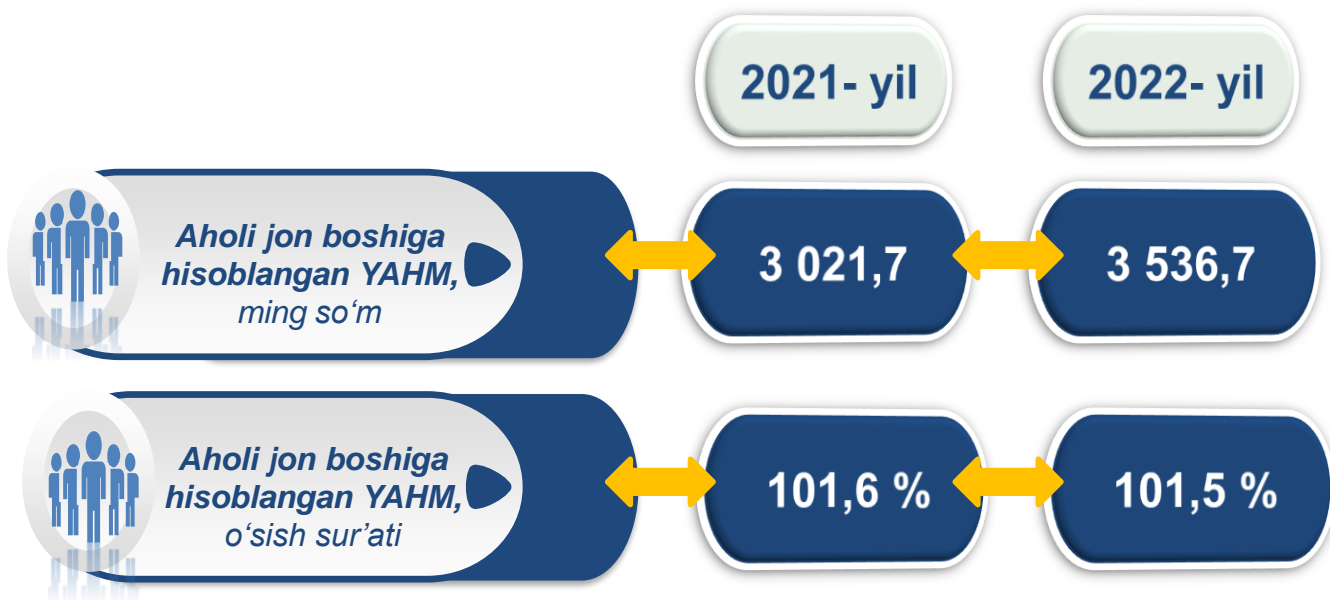 2021- yil
2022- yil
Aholi jon boshiga
hisoblangan YAHM,
ming so‘m
3 021,7
3 536,7
Aholi jon boshiga
hisoblangan YAHM,
o‘sish sur’ati
101,6 %
101,5 %